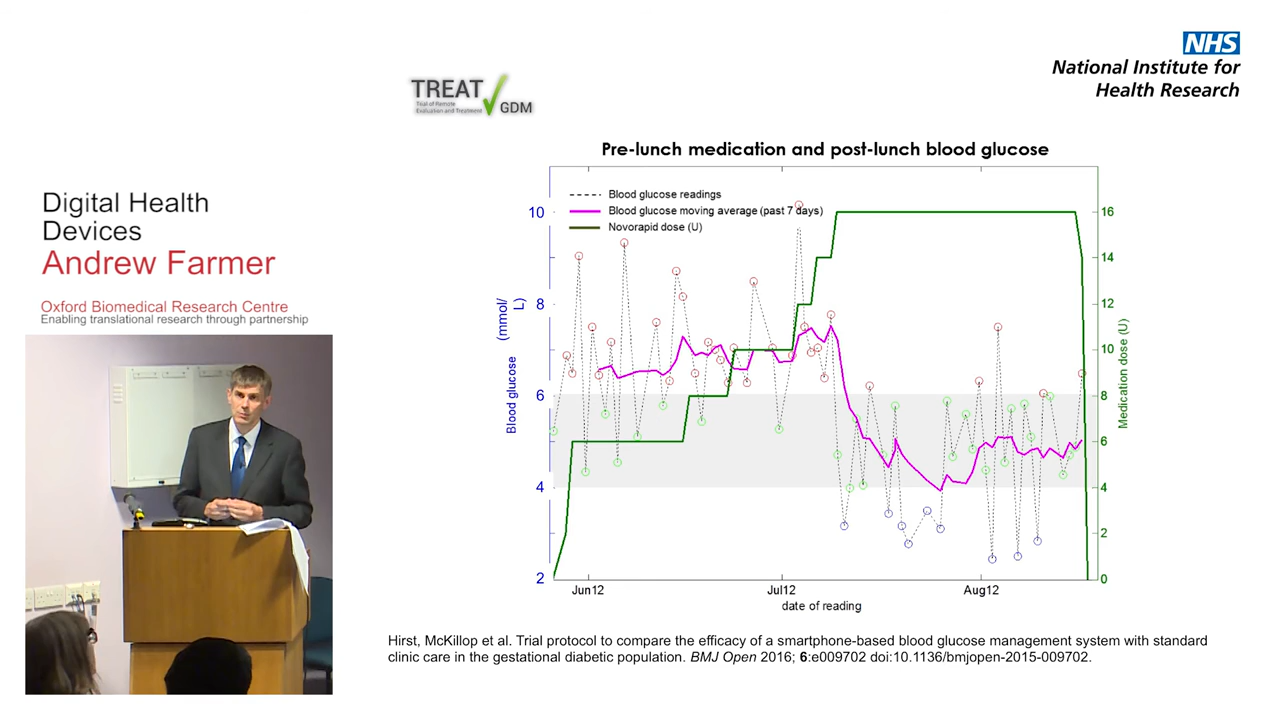 NHS
National Institute for
Health Research
TREAT
Trial of Remote
Evaluation and Treatment
GDM
Digital Health
Devices
Andrew Farmer
Oxford Biomedical Research Centre
Enabling translational research through partnership
Pre-lunch medication and post-lunch blood glucose
Blood glucose readings
Blood glucose moving average (past 7 days)
Novorapid dose (U)
10
8
6
4
2
Blood glucose (mmol/
L)
16
14
12
10
8
6
4
2
0
Medication dose (U)
Jun12
Jul12
Aug12
date of reading
Hirst, McKillop et al. Trial protocol to compare the efficacy of a smartphone-based blood glucose management system with standard
clinic care in the gestational diabetic population. BMJ Open 2016; 6:e009702 doi:10.1136/bmjopen-2015-009702.